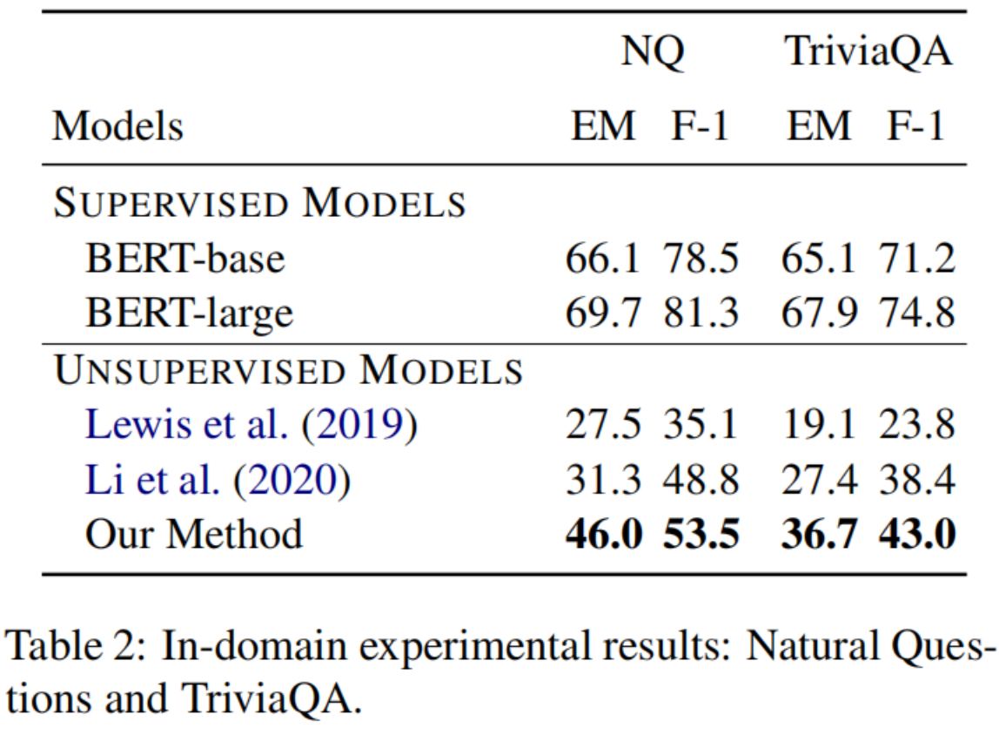 NQ TriviaQA
Models EM F-1 EM F-1
SUPERVISED MODELS
BERT-base 66.1 78.5 65.1 71.2
BERT-large 69.7 81.3 67.9 74.8
UNSUPERVISED MODELS
Lewis et al. (2019) 27.5 35.1 19.1 23.8
Li et al. (2020) 31.3 48.8 27.4 38.4
Our Method 46.0 53.5 36.7 43.0
Table 2: In-domain experimental results: Natural Ques-
tions and TriviaQA.